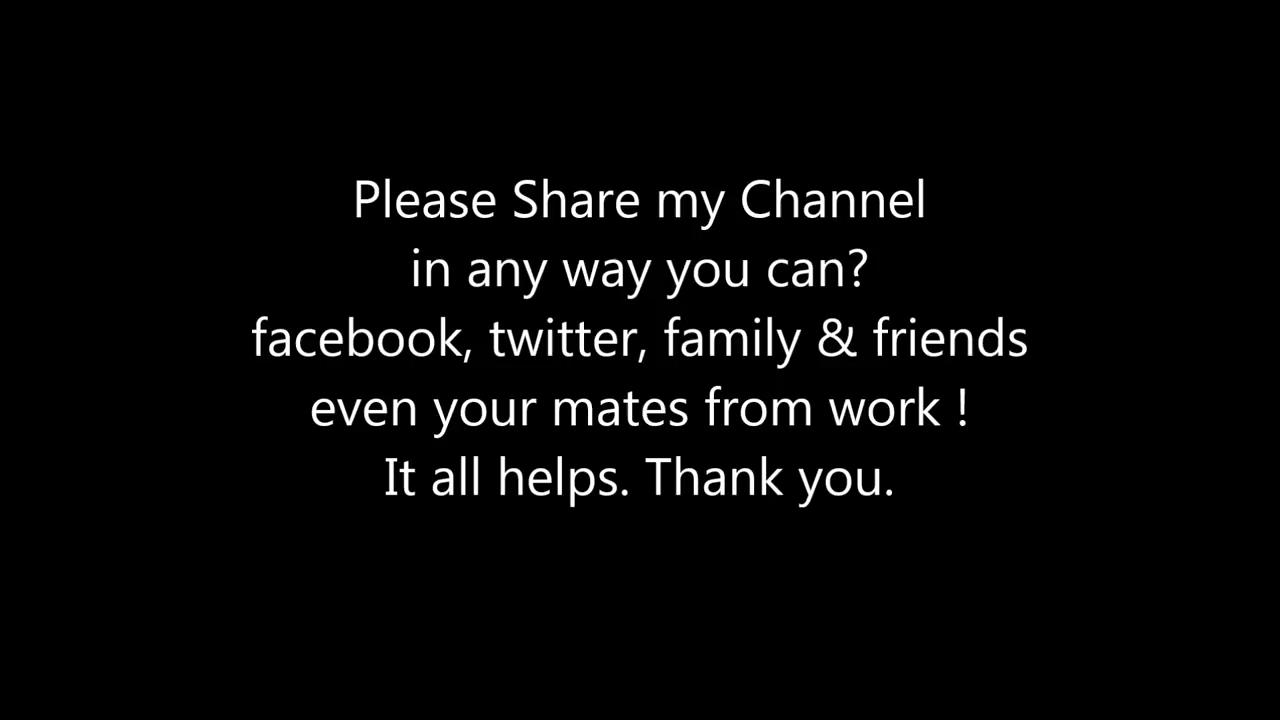 Please Share my Channel
in any way you can?
facebook, twitter, family & friends
even your mates from work !
It all helps. Thank you.